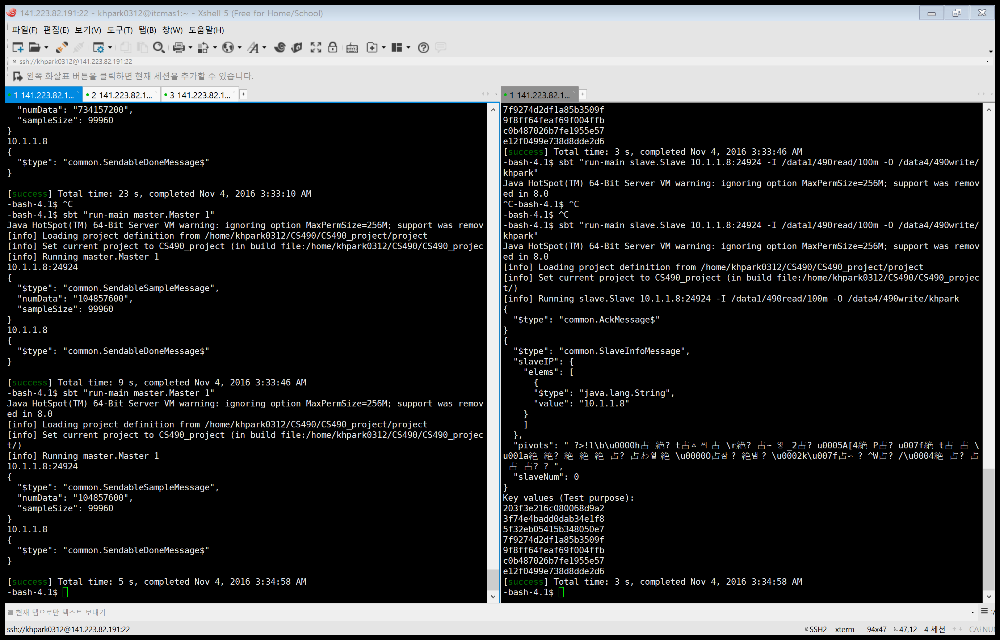 141.223.82.191:22 - khpark0312@itcmas1:~ - Xshell 5 (Free for Home/School)
파일(F) 편집(E) 보기(V) 도구(T) 탭(B) 창(W) 도움말(H)
ssh://khpark0312@141.223.82.191:22
왼쪽 화살표 버튼을 클릭하면 현재 세션을 추가할 수 있습니다.
1 141.223.82.1...
2 141.223.82.1...
3 141.223.82.1...
"numData": "734157200",
"sampleSize": 99960
}
10.1.1.8
{
"$type": "common.SendableDoneMessage$"
}
[success] Total time: 23 s, completed Nov 4, 2016 3:33:10 AM
-bash-4.1$ ^C
-bash-4.1$ sbt "run-main master.Master 1"
Java HotSpot(TM) 64-Bit Server VM warning: ignoring option MaxPermSize=256M; support was remov
[info] Loading project definition from /home/khpark0312/CS490/CS490_project/project
[info] Set current project to CS490_project (in build file:/home/khpark0312/CS490/CS490_projec
[info] Running master.Master 1
10.1.1.8:24924
{
"$type": "common.SendableSampleMessage",
"numData": "104857600",
"sampleSize": 99960
}
10.1.1.8
{
"$type": "common.SendableDoneMessage$"
}
[success] Total time: 9 s, completed Nov 4, 2016 3:33:46 AM
-bash-4.1$ sbt "run-main master.Master 1"
Java HotSpot(TM) 64-Bit Server VM warning: ignoring option MaxPermSize=256M; support was remov
ed in 8.0
[info] Loading project definition from /home/khpark0312/CS490/CS490_project/project
[info] Set current project to CS490_project (in build file:/home/khpark0312/CS490/CS490_projec
t/)
[info] Running master.Master 1
10.1.1.8:24924
{
"$type": "common.SendableSampleMessage",
"numData": "104857600",
"sampleSize": 99960
}
10.1.1.8
{
"$type": "common.SendableDoneMessage$"
}
[success] Total time: 5 s, completed Nov 4, 2016 3:34:58 AM
-bash-4.1$
1 141.223.82.1...
7f9274d2df1a85b3509f
9f8ff64feaf69f004ffb
c0b487026b7fe1955e57
e12f0499e738d8dde2d6
[success] Total time: 3 s, completed Nov 4, 2016 3:33:46 AM
-bash-4.1$ sbt "run-main slave.Slave 10.1.1.8:24924 -I /data1/490read/100m -O /data4/490write/
khpark"
Java HotSpot(TM) 64-Bit Server VM warning: ignoring option MaxPermSize=256M; support was remov
ed in 8.0
^C-bash-4.1$ ^C
-bash-4.1$ ^C
-bash-4.1$ sbt "run-main slave.Slave 10.1.1.8:24924 -I /data1/490read/100m -O /data4/490write/
khpark"
Java HotSpot(TM) 64-Bit Server VM warning: ignoring option MaxPermSize=256M; support was remov
ed in 8.0
[info] Loading project definition from /home/khpark0312/CS490/CS490_project/project
[info] Set current project to CS490_project (in build file:/home/khpark0312/CS490/CS490_projec
t/)
[info] Running slave.Slave 10.1.1.8:24924 -I /data1/490read/100m -O /data4/490write/khpark
{
"$type": "common.AckMessage$"
}
{
"$type": "common.SlaveInfoMessage",
"slaveIP": {
"elems": [
{
"$type": "java.lang.String",
"value": "10.1.1.8"
}
]
},
"pivots": " ?>!l\b\u0000h占 絶? t占ㅿ 씌 占 \r絶? 占∽ 옇 _2占? u0005A[4絶 P占? u007f絶 t占 占 \
u001a絶 絶? 絶 絶 絶 占? 占わ옅 絶 \u0000O占삼 ? 絶댐 ? \u0002k\u007f占∽ ? ^W占? /\u0004絶 占? 占
占 占? ? ",
"slaveNum": 0
}
Key values (Test purpose):
203f3e216c080068d9a2
3f74e4badd0dab34e1f8
5f32eb05415b348050e7
7f9274d2df1a85b3509f
9f8ff64feaf69f004ffb
c0b487026b7fe1955e57
e12f0499e738d8dde2d6
[success] Total time: 3 s, completed Nov 4, 2016 3:34:58 AM
-bash-4.1$
현재 탭으로만 텍스트 보내기
ssh://khpark0312@141.223.82.191:22
SSH2 xterm 94x47 47,12 4 세션